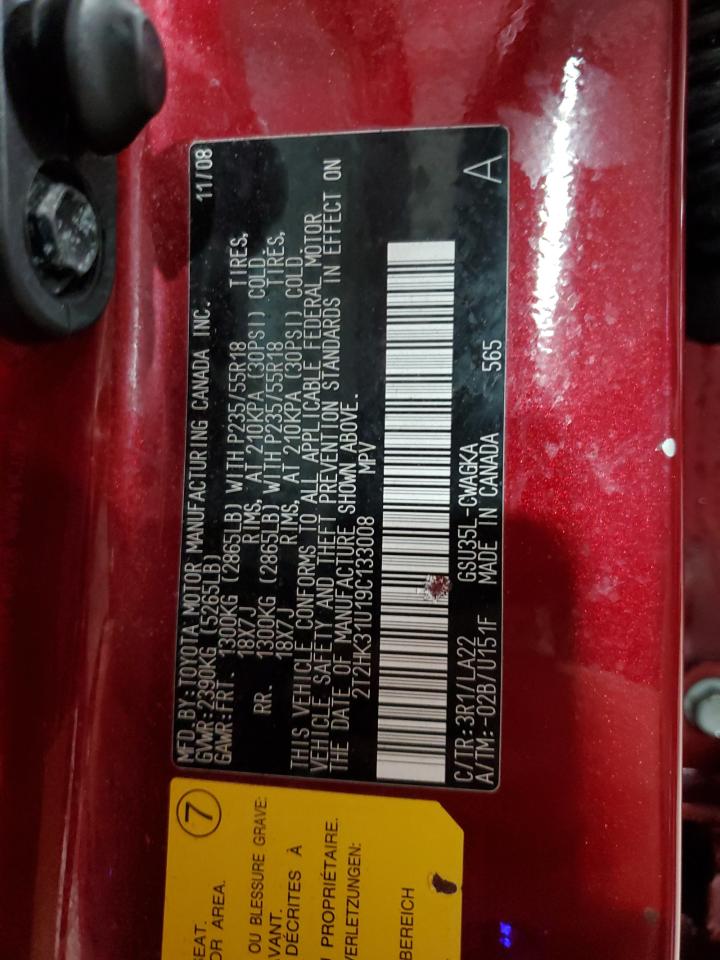 MFD. BY: TOYOTA MOTOR MANUFACTURING CANADA INC. 11/08
GVWR: 2390KG (5265LB)
GAWR: FRT. 1300KG (2865LB) WITH P235/55R18 TIRES,
18X7J RIMS, AT 210KPA (30PSI) COLD.
RR. 1300KG (2865LB) WITH P235/55R18 TIRES,
18X7J RIMS, AT 210KPA (30PSI) COLD.
THIS VEHICLE CONFORMS TO ALL APPLICABLE FEDERAL MOTOR
VEHICLE SAFETY AND THEFT PREVENTION STANDARDS IN EFFECT ON
THE DATE OF MANUFACTURE SHOWN ABOVE.
2T2HK31U19C133008 MPV
C/TR: 3R1/LA22 GSU35L-CWAGKA A
A/TM: -02B/U151F MADE IN CANADA 565
7
SEAT.
OR AREA.
OU BLESSURE GRAVE:
VANT.
DÉCRITES À
PROPRIÉTAIRE.
VERLETZUNGEN:
BEREICH